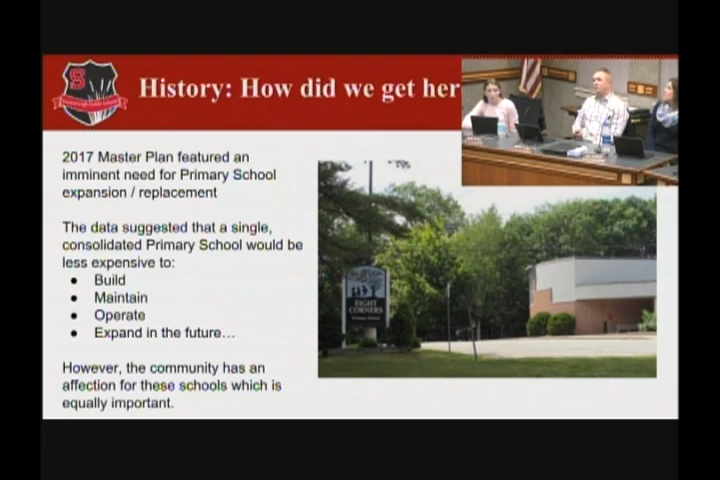 S
History: How did we get her
2017 Master Plan featured an
imminent need for Primary School
expansion / replacement
The data suggested that a single,
consolidated Primary School would be
less expensive to:
● Build
● Maintain
● Operate
● Expand in the future…
However, the community has an
affection for these schools which is
equally important.
EIGHT
CORNERS
Primary School